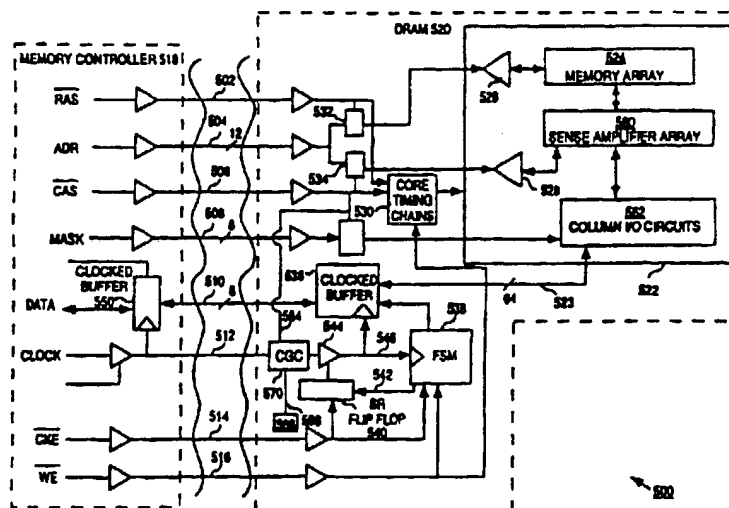 DRAM 520
MEMORY CONTROLLER 518
RAS
502
532
526
524
MEMORY ARRAY
ADR
504
12
560
SENSE AMPLIFIER ARRAY
534
528
CAS
506
530
CORE
TIMING
CHAINS
562
COLUMN I/O CIRCUITS
MASK
508
8
536
CLOCKED
BUFFER
550
CLOCKED
BUFFER
DATA
510
8
64
523
522
564
544
538
CLOCK
512
CGC
546
FSM
570
542
SR
FLIP FLOP
540
CKE
514
WE
516
500